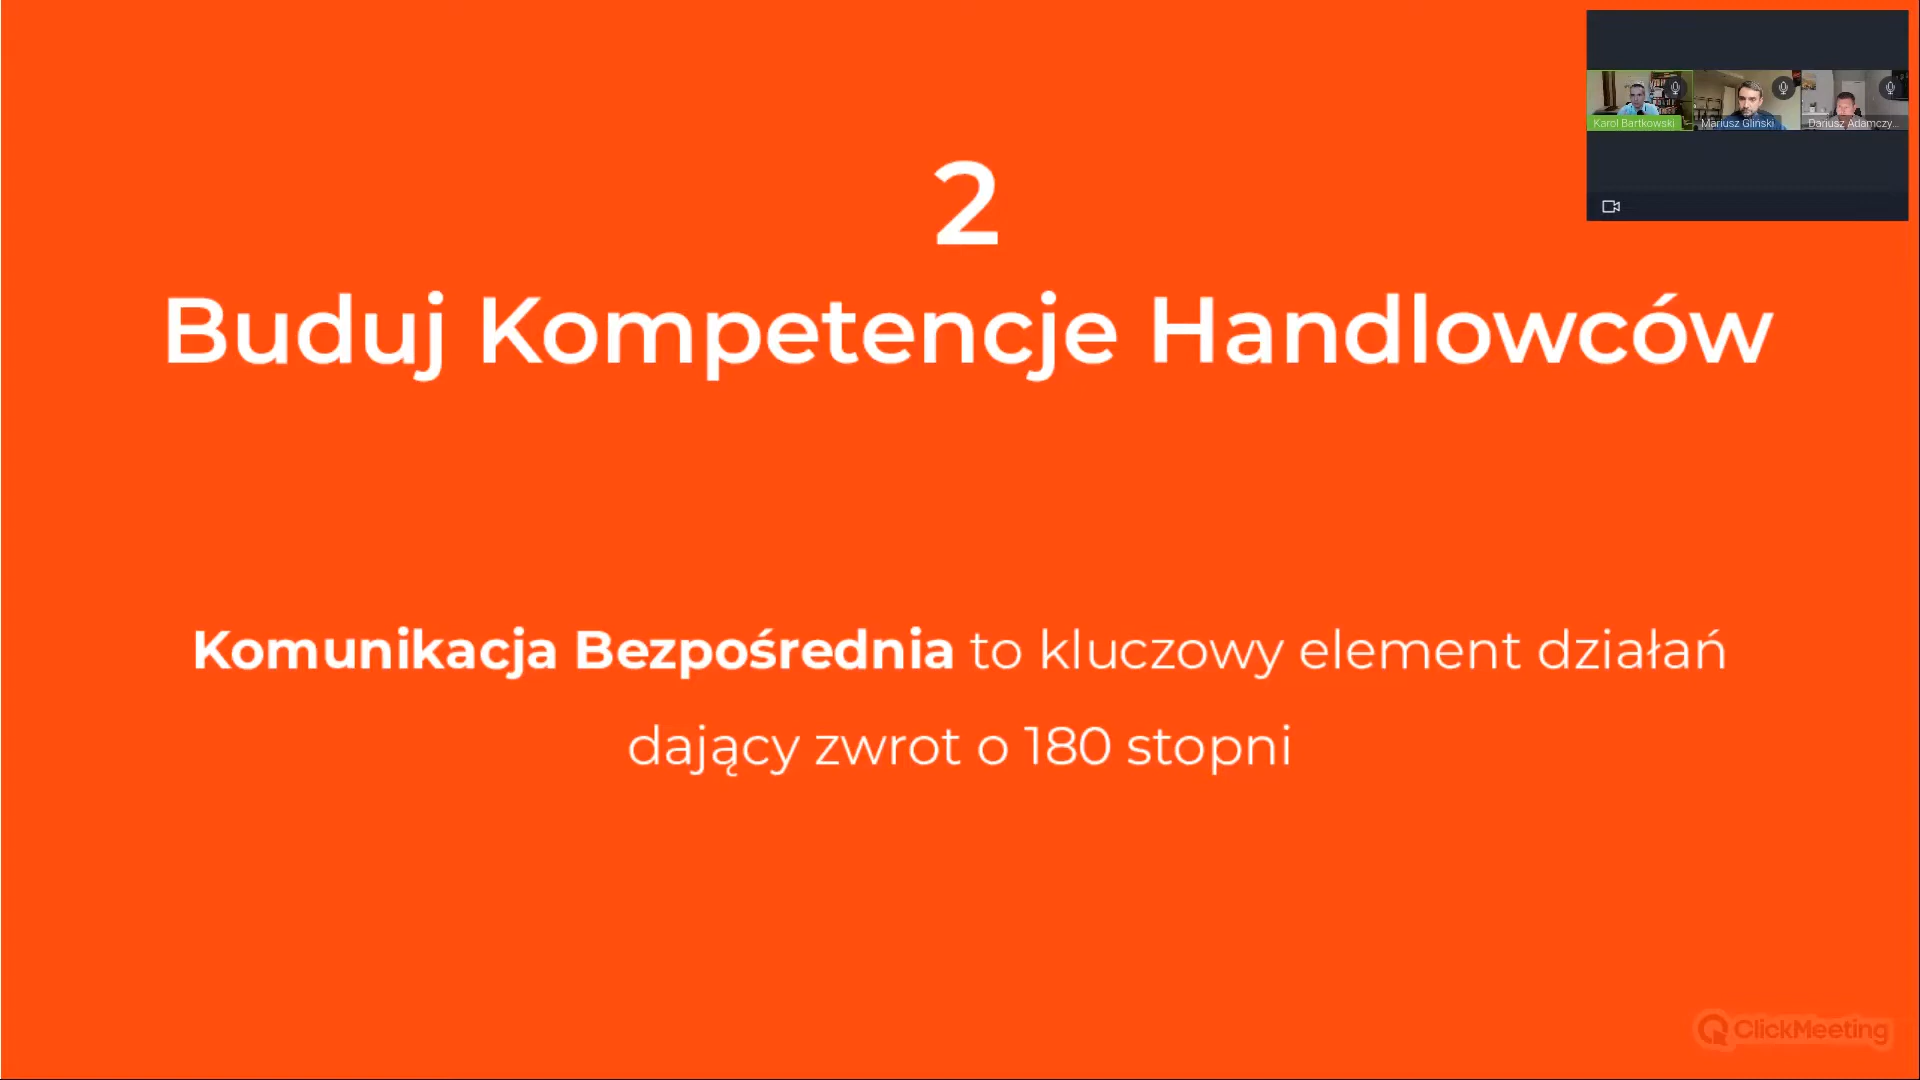 2
Buduj Kompetencje Handlowców
Komunikacja Bezpośrednia to kluczowy element działań
dający zwrot o 180 stopni
Karol Bartkowski
Mariusz Gliński
Dariusz Adamczy...
ClickMeeting